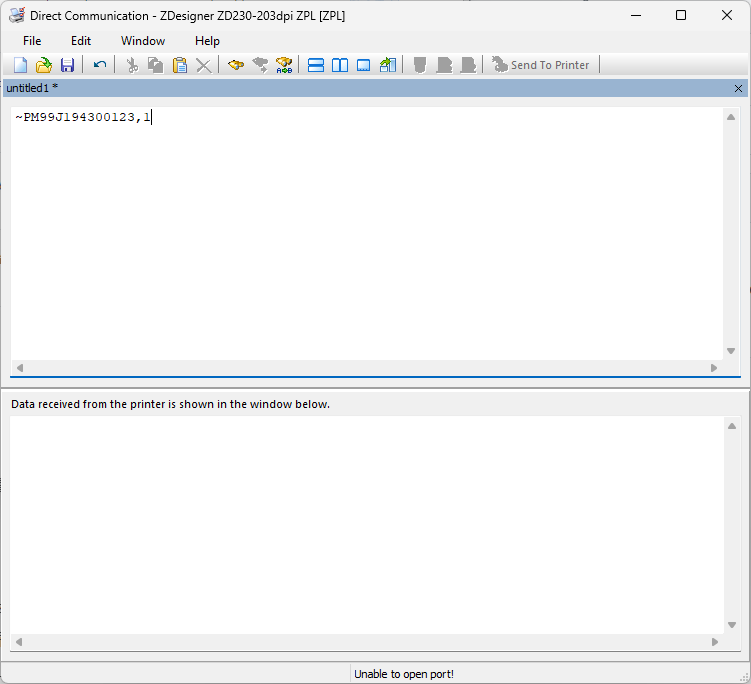 Direct Communication - ZDesigner ZD230-203dpi ZPL [ZPL]
File Edit Window Help
Send To Printer
untitled1 *
~PM99J194300123,1
Data received from the printer is shown in the window below.
Unable to open port!